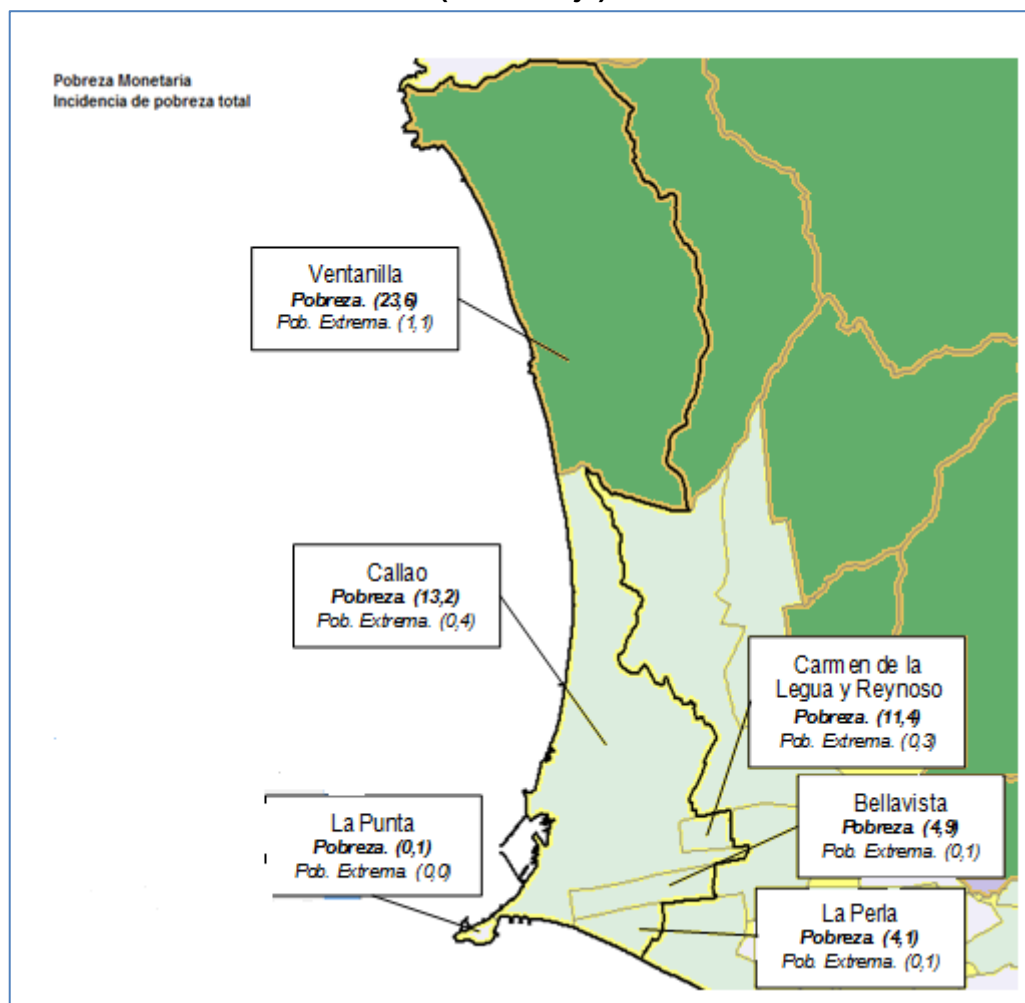 Pobreza Monetaria
Incidencia de pobreza total
Ventanilla
Pobreza. (23,6)
Pob. Extrema. (1,1)
Callao
Pobreza (13,2)
Pob. Extrema. (0,4)
Carmen de la
Legua y Reynoso
Pobreza. (11,4)
Pob. Extrema. (0,3)
Bellavista
Pobreza. (4,9)
Pob. Extrema. (0,1)
La Punta
Pobreza. (0,1)
Pob. Extrema. (0,0)
La Perla
Pobreza. (4,1)
Pob. Extrema. (0,1)